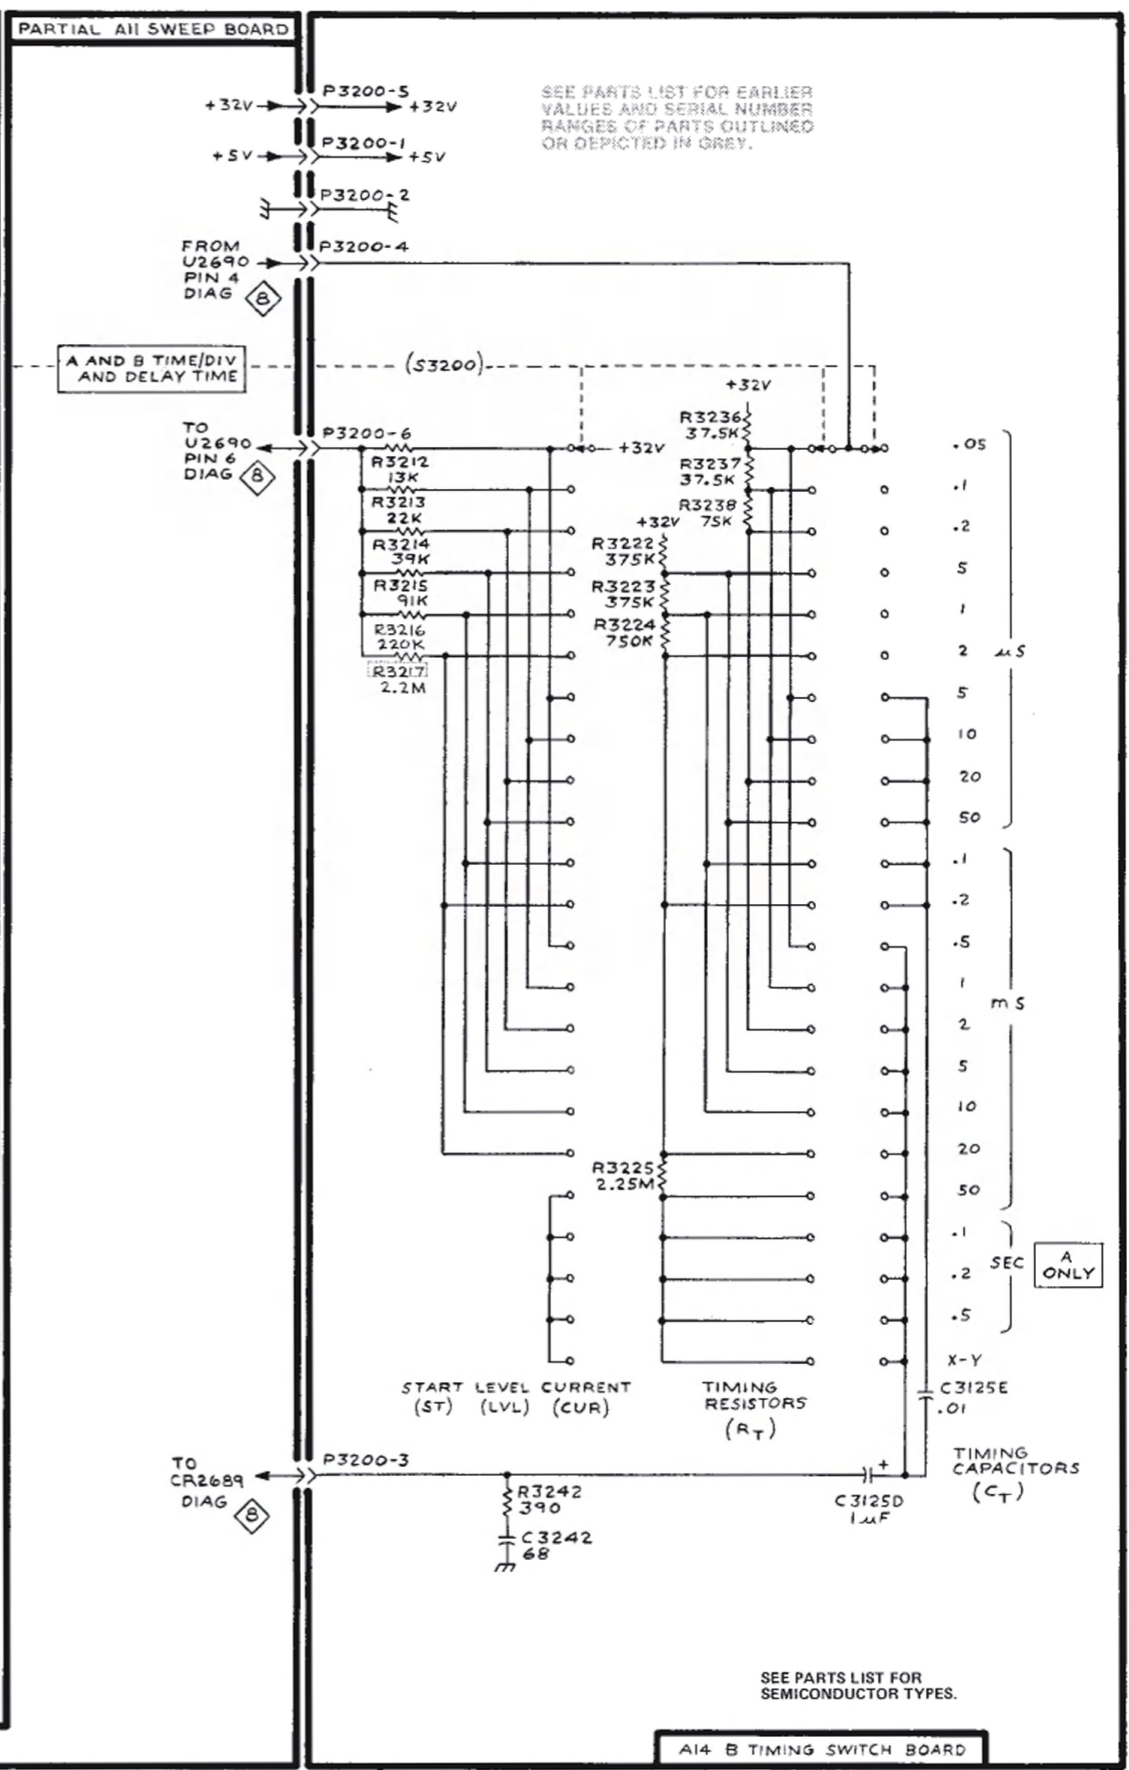 PARTIAL A11 SWEEP BOARD
P3200-5
+32V
+32V
SEE PARTS LIST FOR EARLIER
VALUES AND SERIAL NUMBER
RANGES OF PARTS OUTLINED
OR DEPICTED IN GREY.
P3200-1
+5V
+5V
P3200-2
FROM
U2690
PIN 4
DIAG
8
P3200-4
A AND B TIME/DIV
AND DELAY TIME
(S3200)
TO
U2690
PIN 6
DIAG
8
P3200-6
R3212
13K
R3213
22K
R3214
39K
R3215
91K
R3216
220K
R3217
2.2M
+32V
+32V
R3236
37.5K
R3237
37.5K
R3238
75K
+32V
R3222
375K
R3223
375K
R3224
750K
R3225
2.25M
.05
.1
.2
5
1
2
5
10
20
50
µS
.1
.2
.5
1
2
5
10
20
50
mS
.1
.2
.5
SEC
A
ONLY
X-Y
START LEVEL CURRENT
(ST) (LVL) (CUR)
TIMING
RESISTORS
(RT)
C3125E
.01
TIMING
CAPACITORS
(CT)
TO
CR2689
DIAG
8
P3200-3
R3242
390
C3242
68
+
C3125D
1µF
SEE PARTS LIST FOR
SEMICONDUCTOR TYPES.
A14 B TIMING SWITCH BOARD